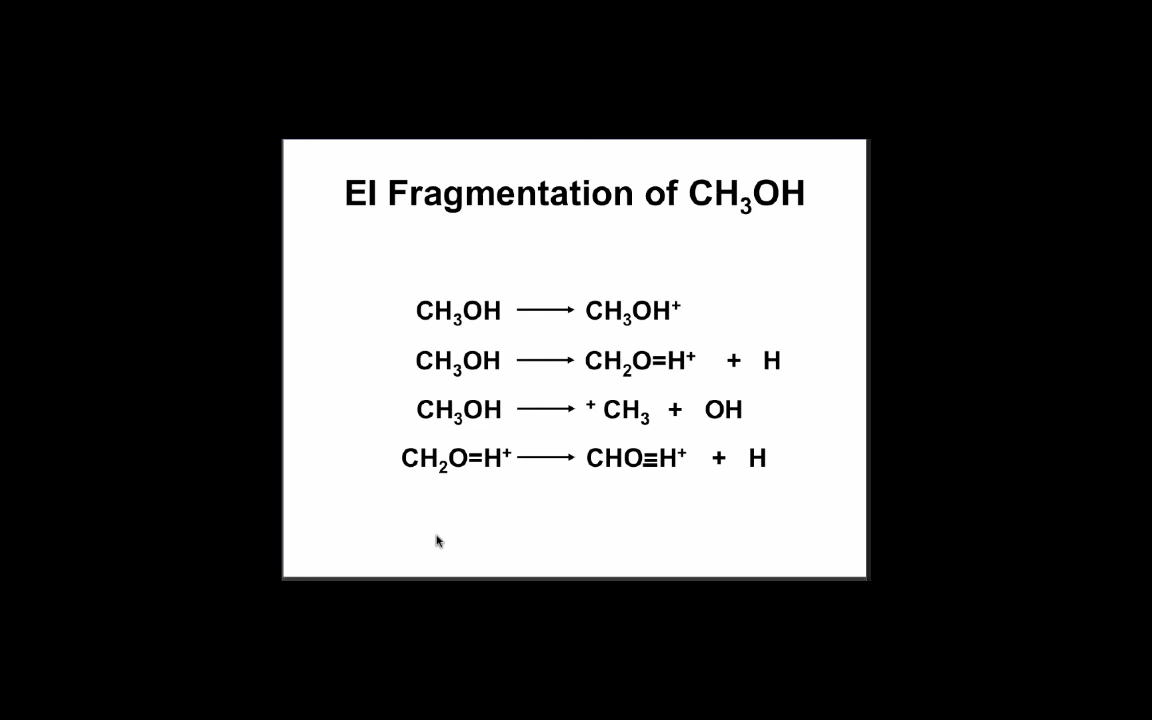 EI Fragmentation of CH₃OH
CH₃OH ⟶ CH₃OH⁺
CH₃OH ⟶ CH₂O=H⁺ + H
CH₃OH ⟶ ⁺ CH₃ + OH
CH₂O=H⁺ ⟶ CHO≡H⁺ + H